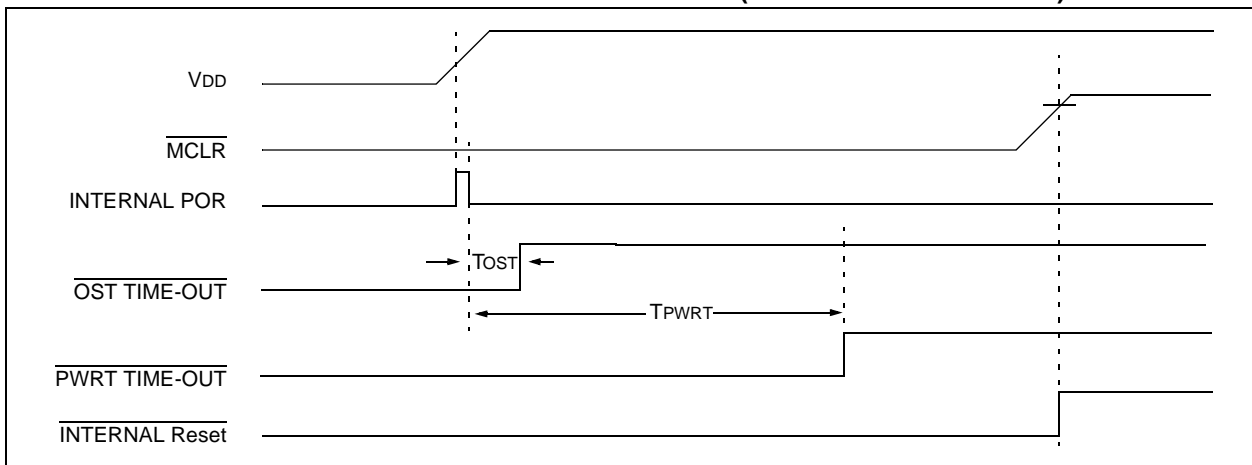 (
)
VDD
MCLR
INTERNAL POR
TOST
OST TIME-OUT
TPWRT
PWRT TIME-OUT
INTERNAL Reset